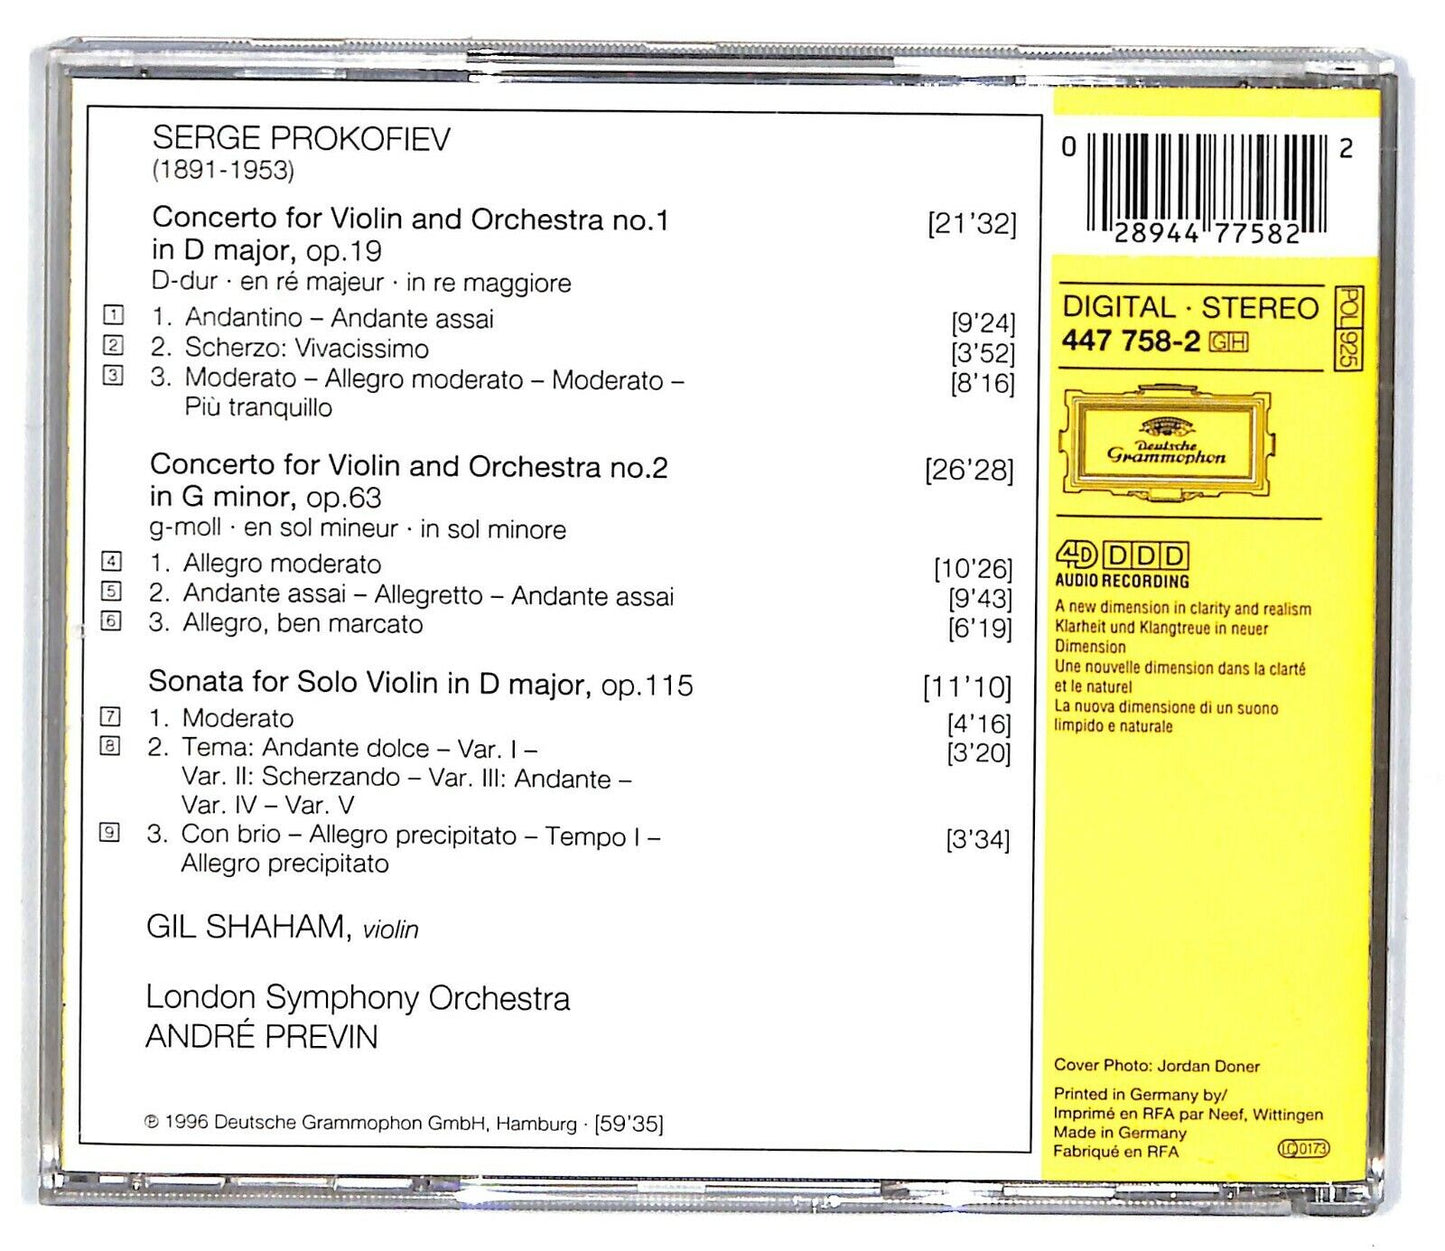 SERGE PROKOFIEV
(1891-1953)
Concerto for Violin and Orchestra no.1 [21'32]
in D major, op.19
D-dur · en ré majeur · in re maggiore
1 1. Andantino – Andante assai [9'24]
2 2. Scherzo: Vivacissimo [3'52]
3 3. Moderato – Allegro moderato – Moderato – [8'16]
Più tranquillo
Concerto for Violin and Orchestra no.2 [26'28]
in G minor, op.63
g-moll · en sol mineur · in sol minore
4 1. Allegro moderato [10'26]
5 2. Andante assai – Allegretto – Andante assai [9'43]
6 3. Allegro, ben marcato [6'19]
Sonata for Solo Violin in D major, op.115 [11'10]
7 1. Moderato [4'16]
8 2. Tema: Andante dolce – Var. I – [3'20]
Var. II: Scherzando – Var. III: Andante –
Var. IV – Var. V
9 3. Con brio – Allegro precipitato – Tempo I – [3'34]
Allegro precipitato
GIL SHAHAM, violin
London Symphony Orchestra
ANDRÉ PREVIN
℗ 1996 Deutsche Grammophon GmbH, Hamburg · [59'35]
0 28944 77582 2
DIGITAL · STEREO
447 758-2 GH
POL 925
Deutsche
Grammophon
4D DDD
AUDIO RECORDING
A new dimension in clarity and realism
Klarheit und Klangtreue in neuer
Dimension
Une nouvelle dimension dans la clarté
et le naturel
La nuova dimensione di un suono
limpido e naturale
Cover Photo: Jordan Doner
Printed in Germany by/
Imprimé en RFA par Neef, Wittingen
Made in Germany
Fabriqué en RFA
LC 0173